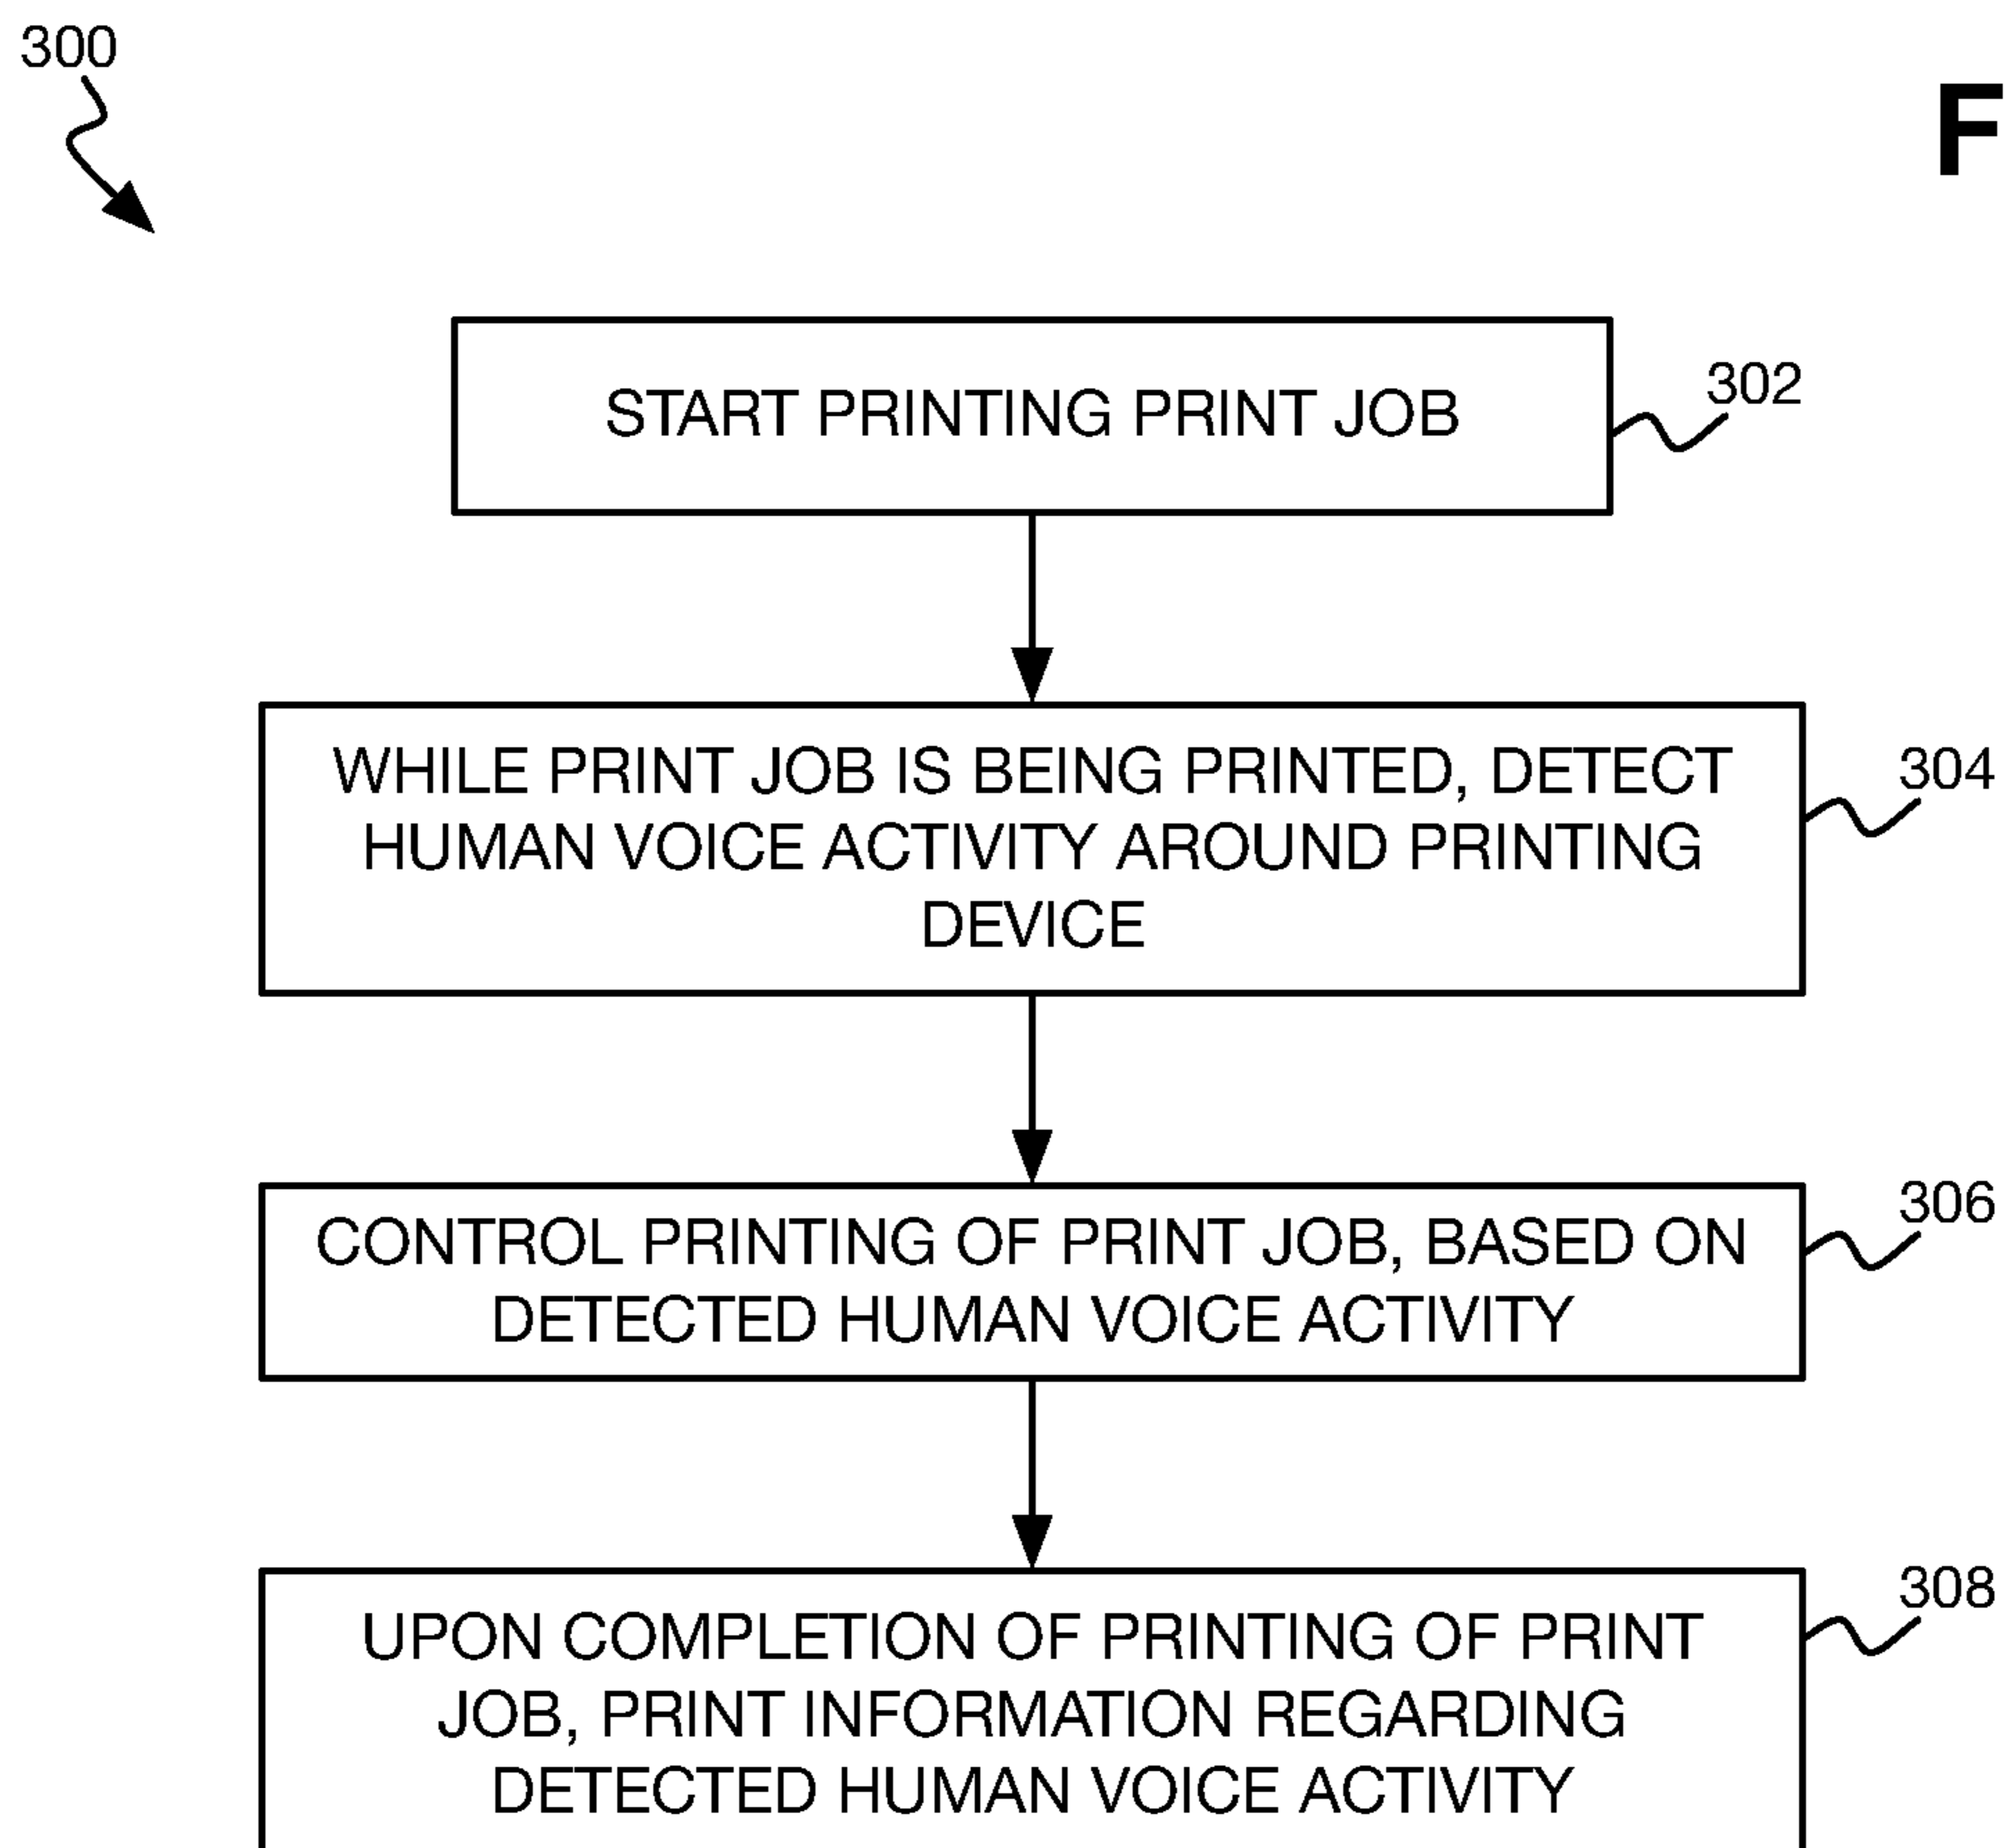 300
F
START PRINTING PRINT JOB
302
WHILE PRINT JOB IS BEING PRINTED, DETECT
HUMAN VOICE ACTIVITY AROUND PRINTING
DEVICE
304
CONTROL PRINTING OF PRINT JOB, BASED ON
DETECTED HUMAN VOICE ACTIVITY
306
UPON COMPLETION OF PRINTING OF PRINT
JOB, PRINT INFORMATION REGARDING
DETECTED HUMAN VOICE ACTIVITY
308